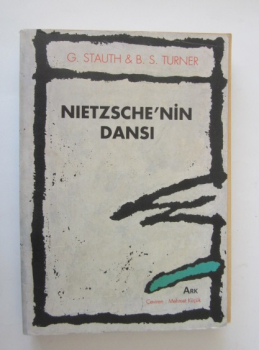 G. STAUTH & B. S. TURNER
NIETZSCHE'NİN
DANSI
ARK
Çeviren : Mehmet Küçük